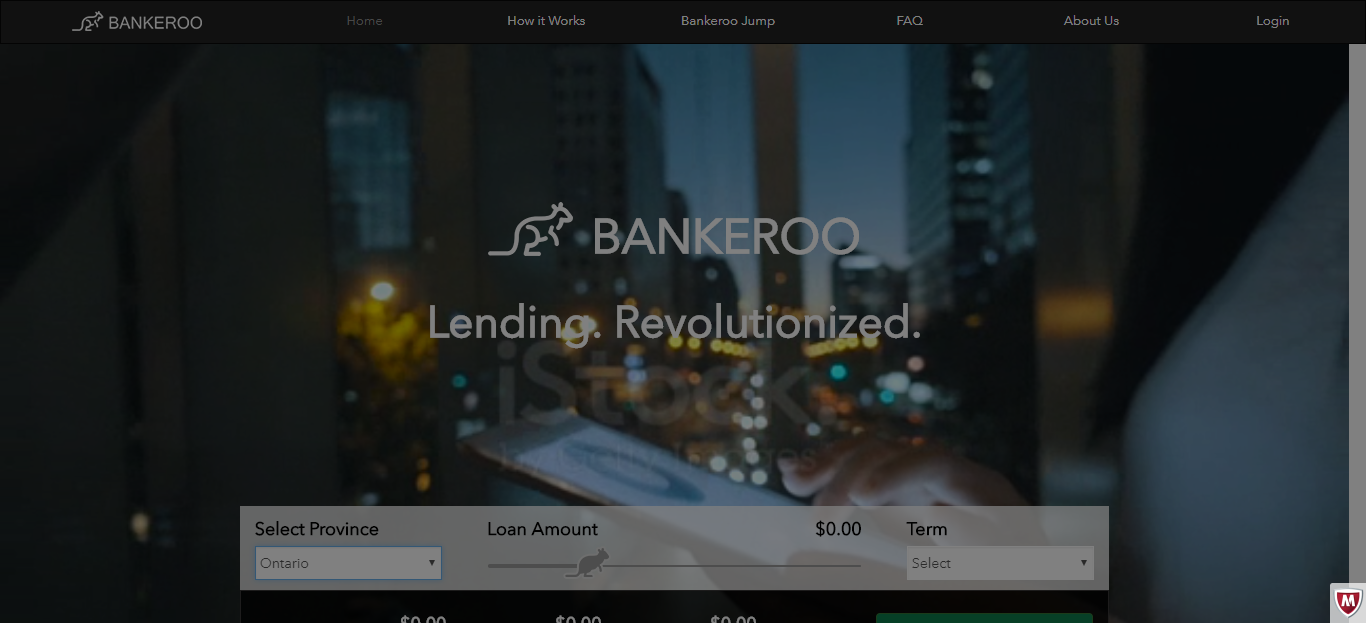 BANKEROO Home How it Works Bankeroo Jump FAQ About Us Login
BANKEROO
Lending. Revolutionized.
iStock.
by Getty Images
Select Province Loan Amount $0.00 Term
Ontario ▼ Select ▼
$0.00 $0.00 $0.00
M